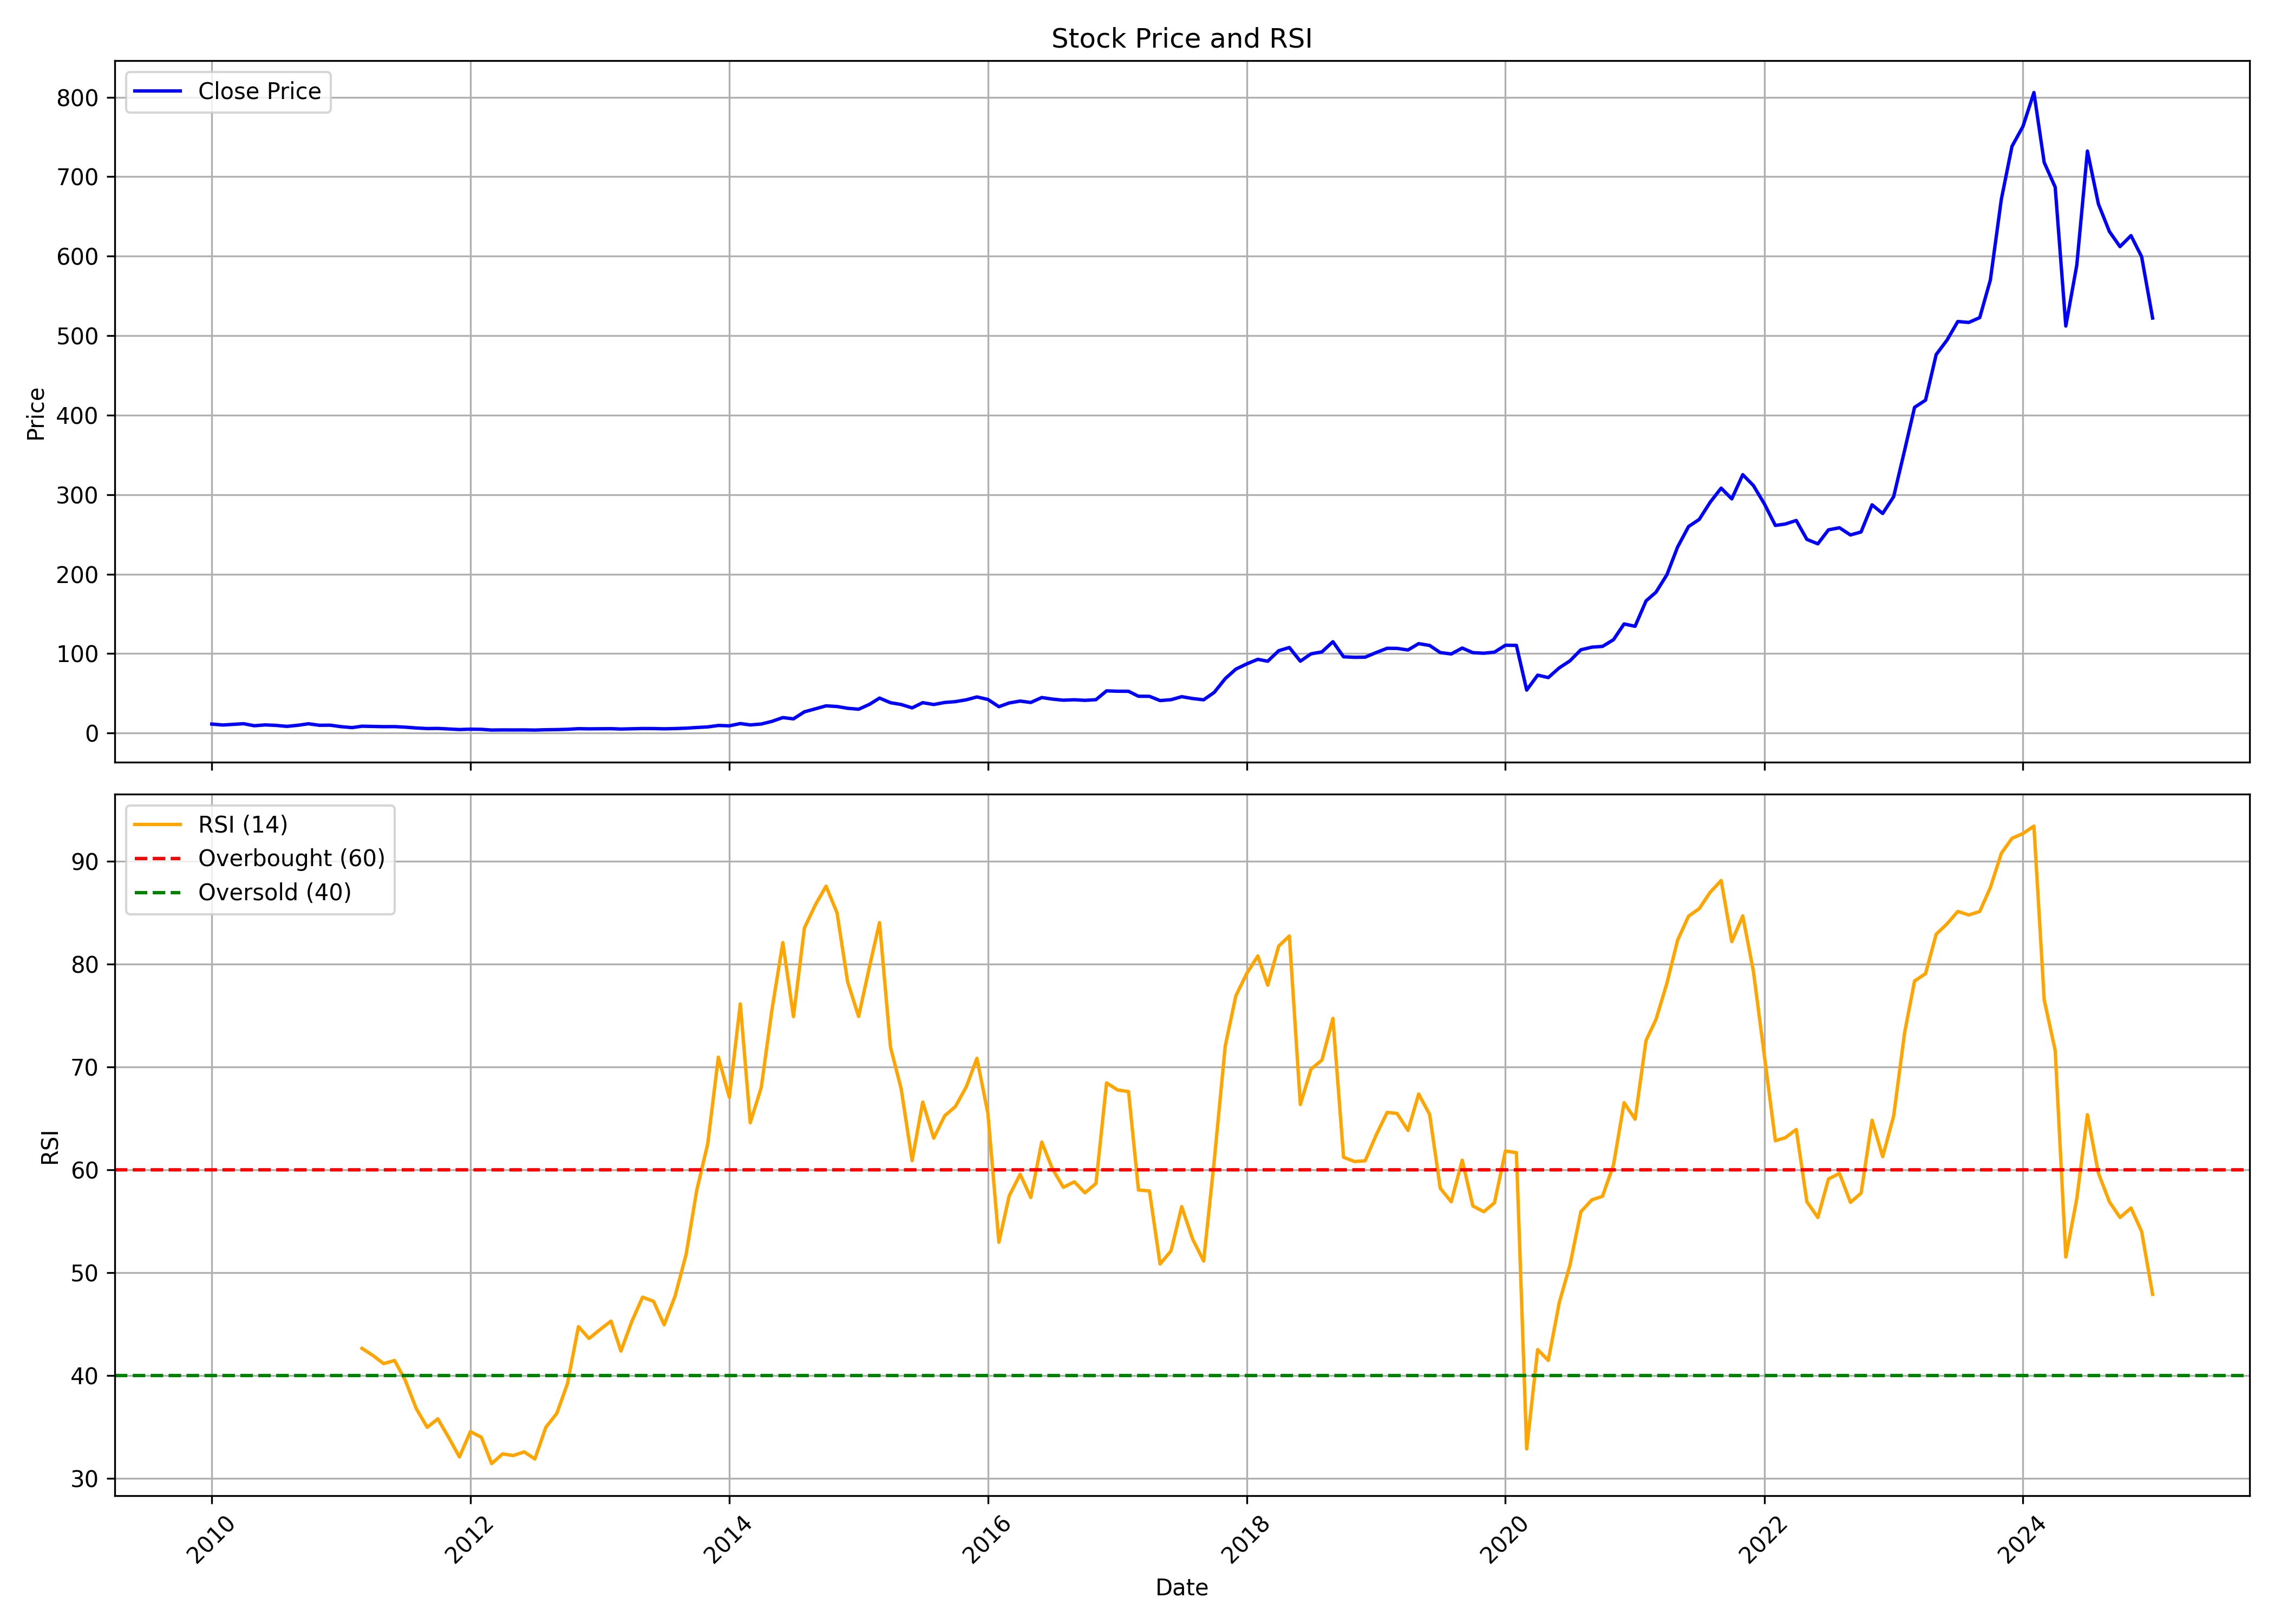 Stock Price and RSI
Close Price
800
700
600
500
400
300
200
100
0
Price
RSI (14)
Overbought (60)
Oversold (40)
90
80
70
60
50
40
30
RSI
2010 2012 2014 2016 2018 2020 2022 2024
Date